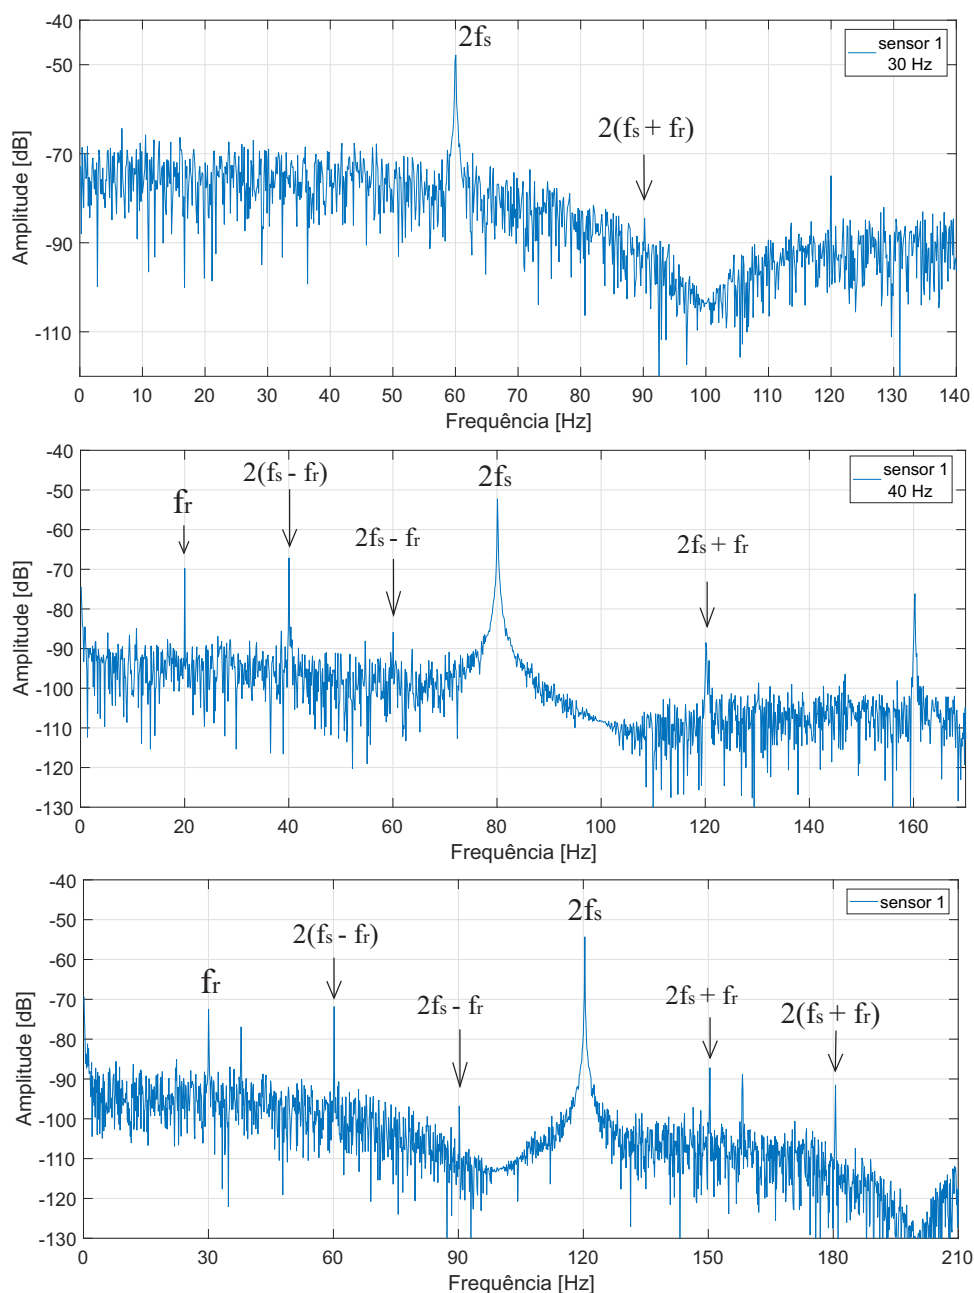 2fs
sensor 1
30 Hz
2(fs + fr)
Amplitude [dB]
-40
-50
-70
-90
-110
0 10 20 30 40 50 60 70 80 90 100 110 120 130 140
Frequência [Hz]
2(fs - fr)
fr
2fs - fr
2fs
2fs + fr
sensor 1
40 Hz
Amplitude [dB]
-40
-50
-60
-70
-80
-90
-100
-110
-120
-130
0 20 40 60 80 100 120 140 160
Frequência [Hz]
2fs
sensor 1
2(fs - fr)
fr
2fs - fr
2fs + fr
2(fs + fr)
Amplitude [dB]
-40
-50
-60
-70
-80
-90
-100
-110
-120
-130
0 30 60 90 120 150 180 210
Frequência [Hz]